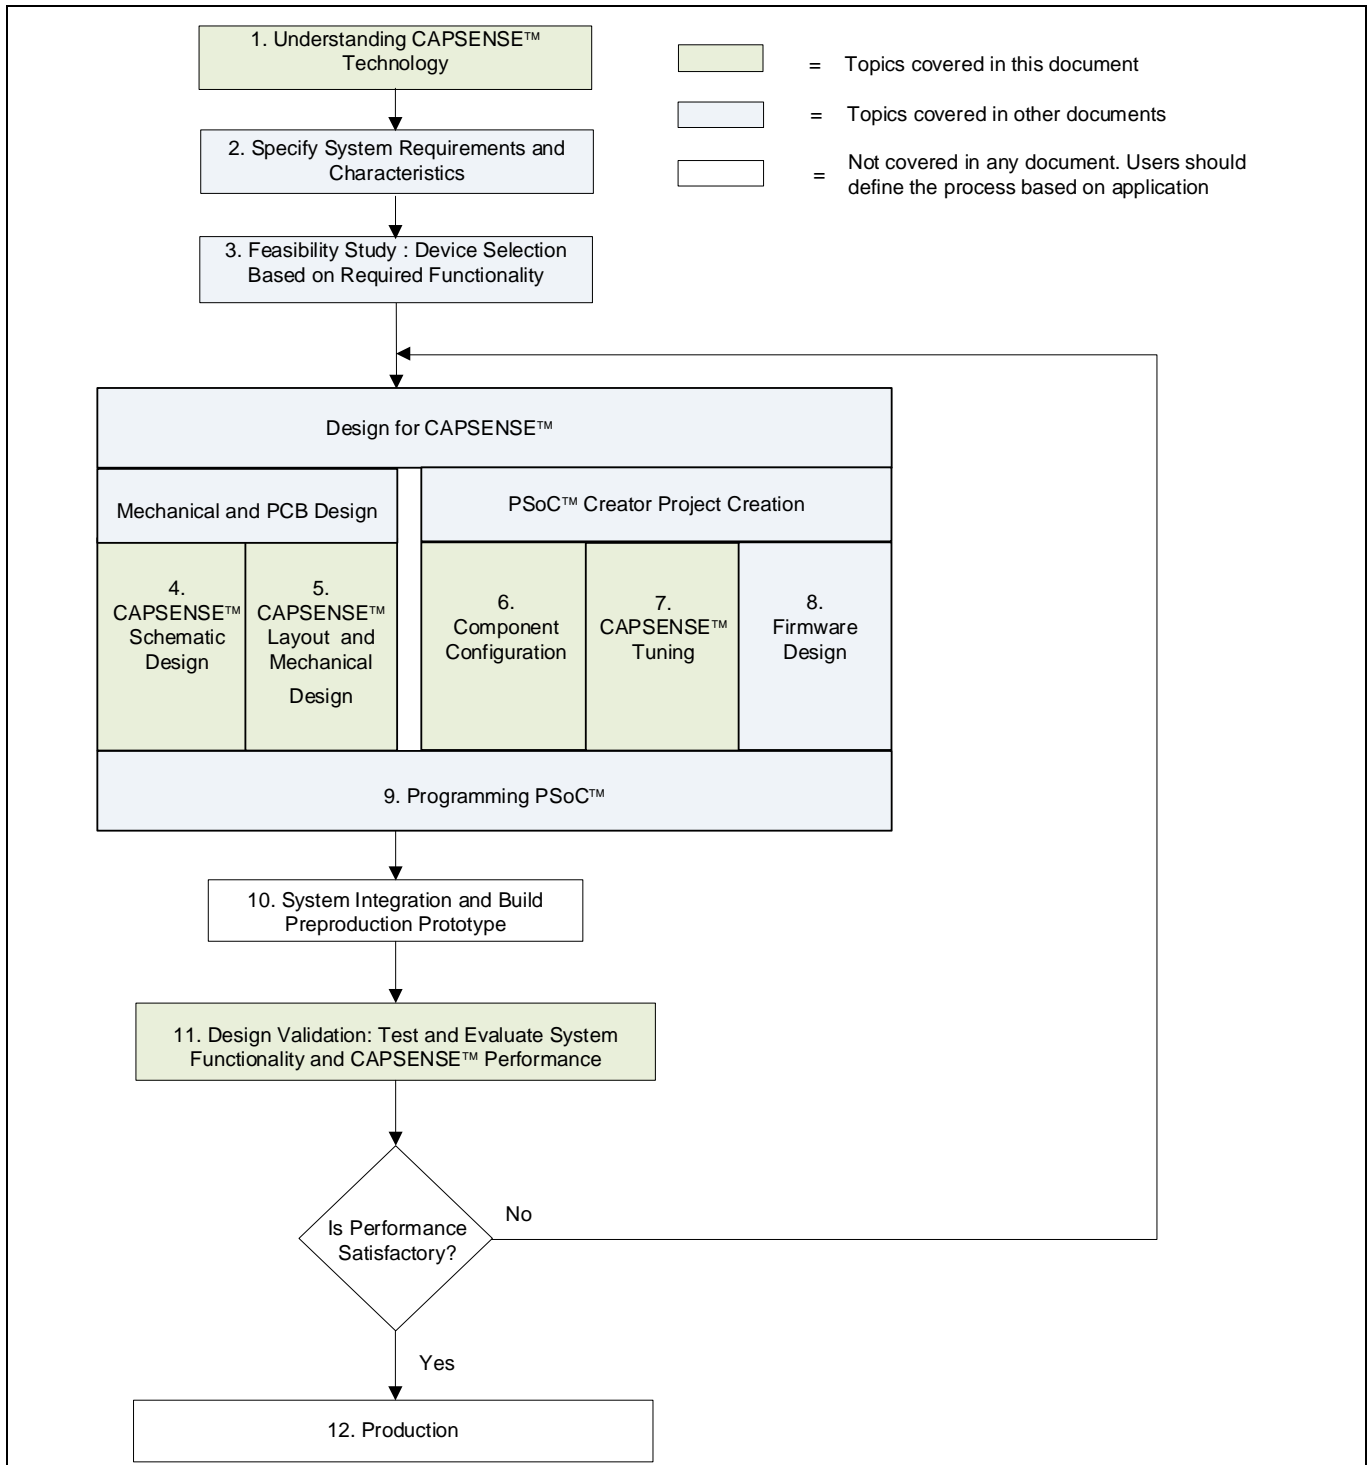 1. Understanding CAPSENSE™
Technology
= Topics covered in this document
2. Specify System Requirements and
Characteristics
= Topics covered in other documents
= Not covered in any document. Users should
define the process based on application
3. Feasibility Study : Device Selection
Based on Required Functionality
Design for CAPSENSE™
Mechanical and PCB Design
PSoC™ Creator Project Creation
4.
CAPSENSE™
Schematic
Design
5.
CAPSENSE™
Layout and
Mechanical
Design
6.
Component
Configuration
7.
CAPSENSE™
Tuning
8.
Firmware
Design
9. Programming PSoC™
10. System Integration and Build
Preproduction Prototype
11. Design Validation: Test and Evaluate System
Functionality and CAPSENSE™ Performance
Is Performance
Satisfactory?
No
Yes
12. Production